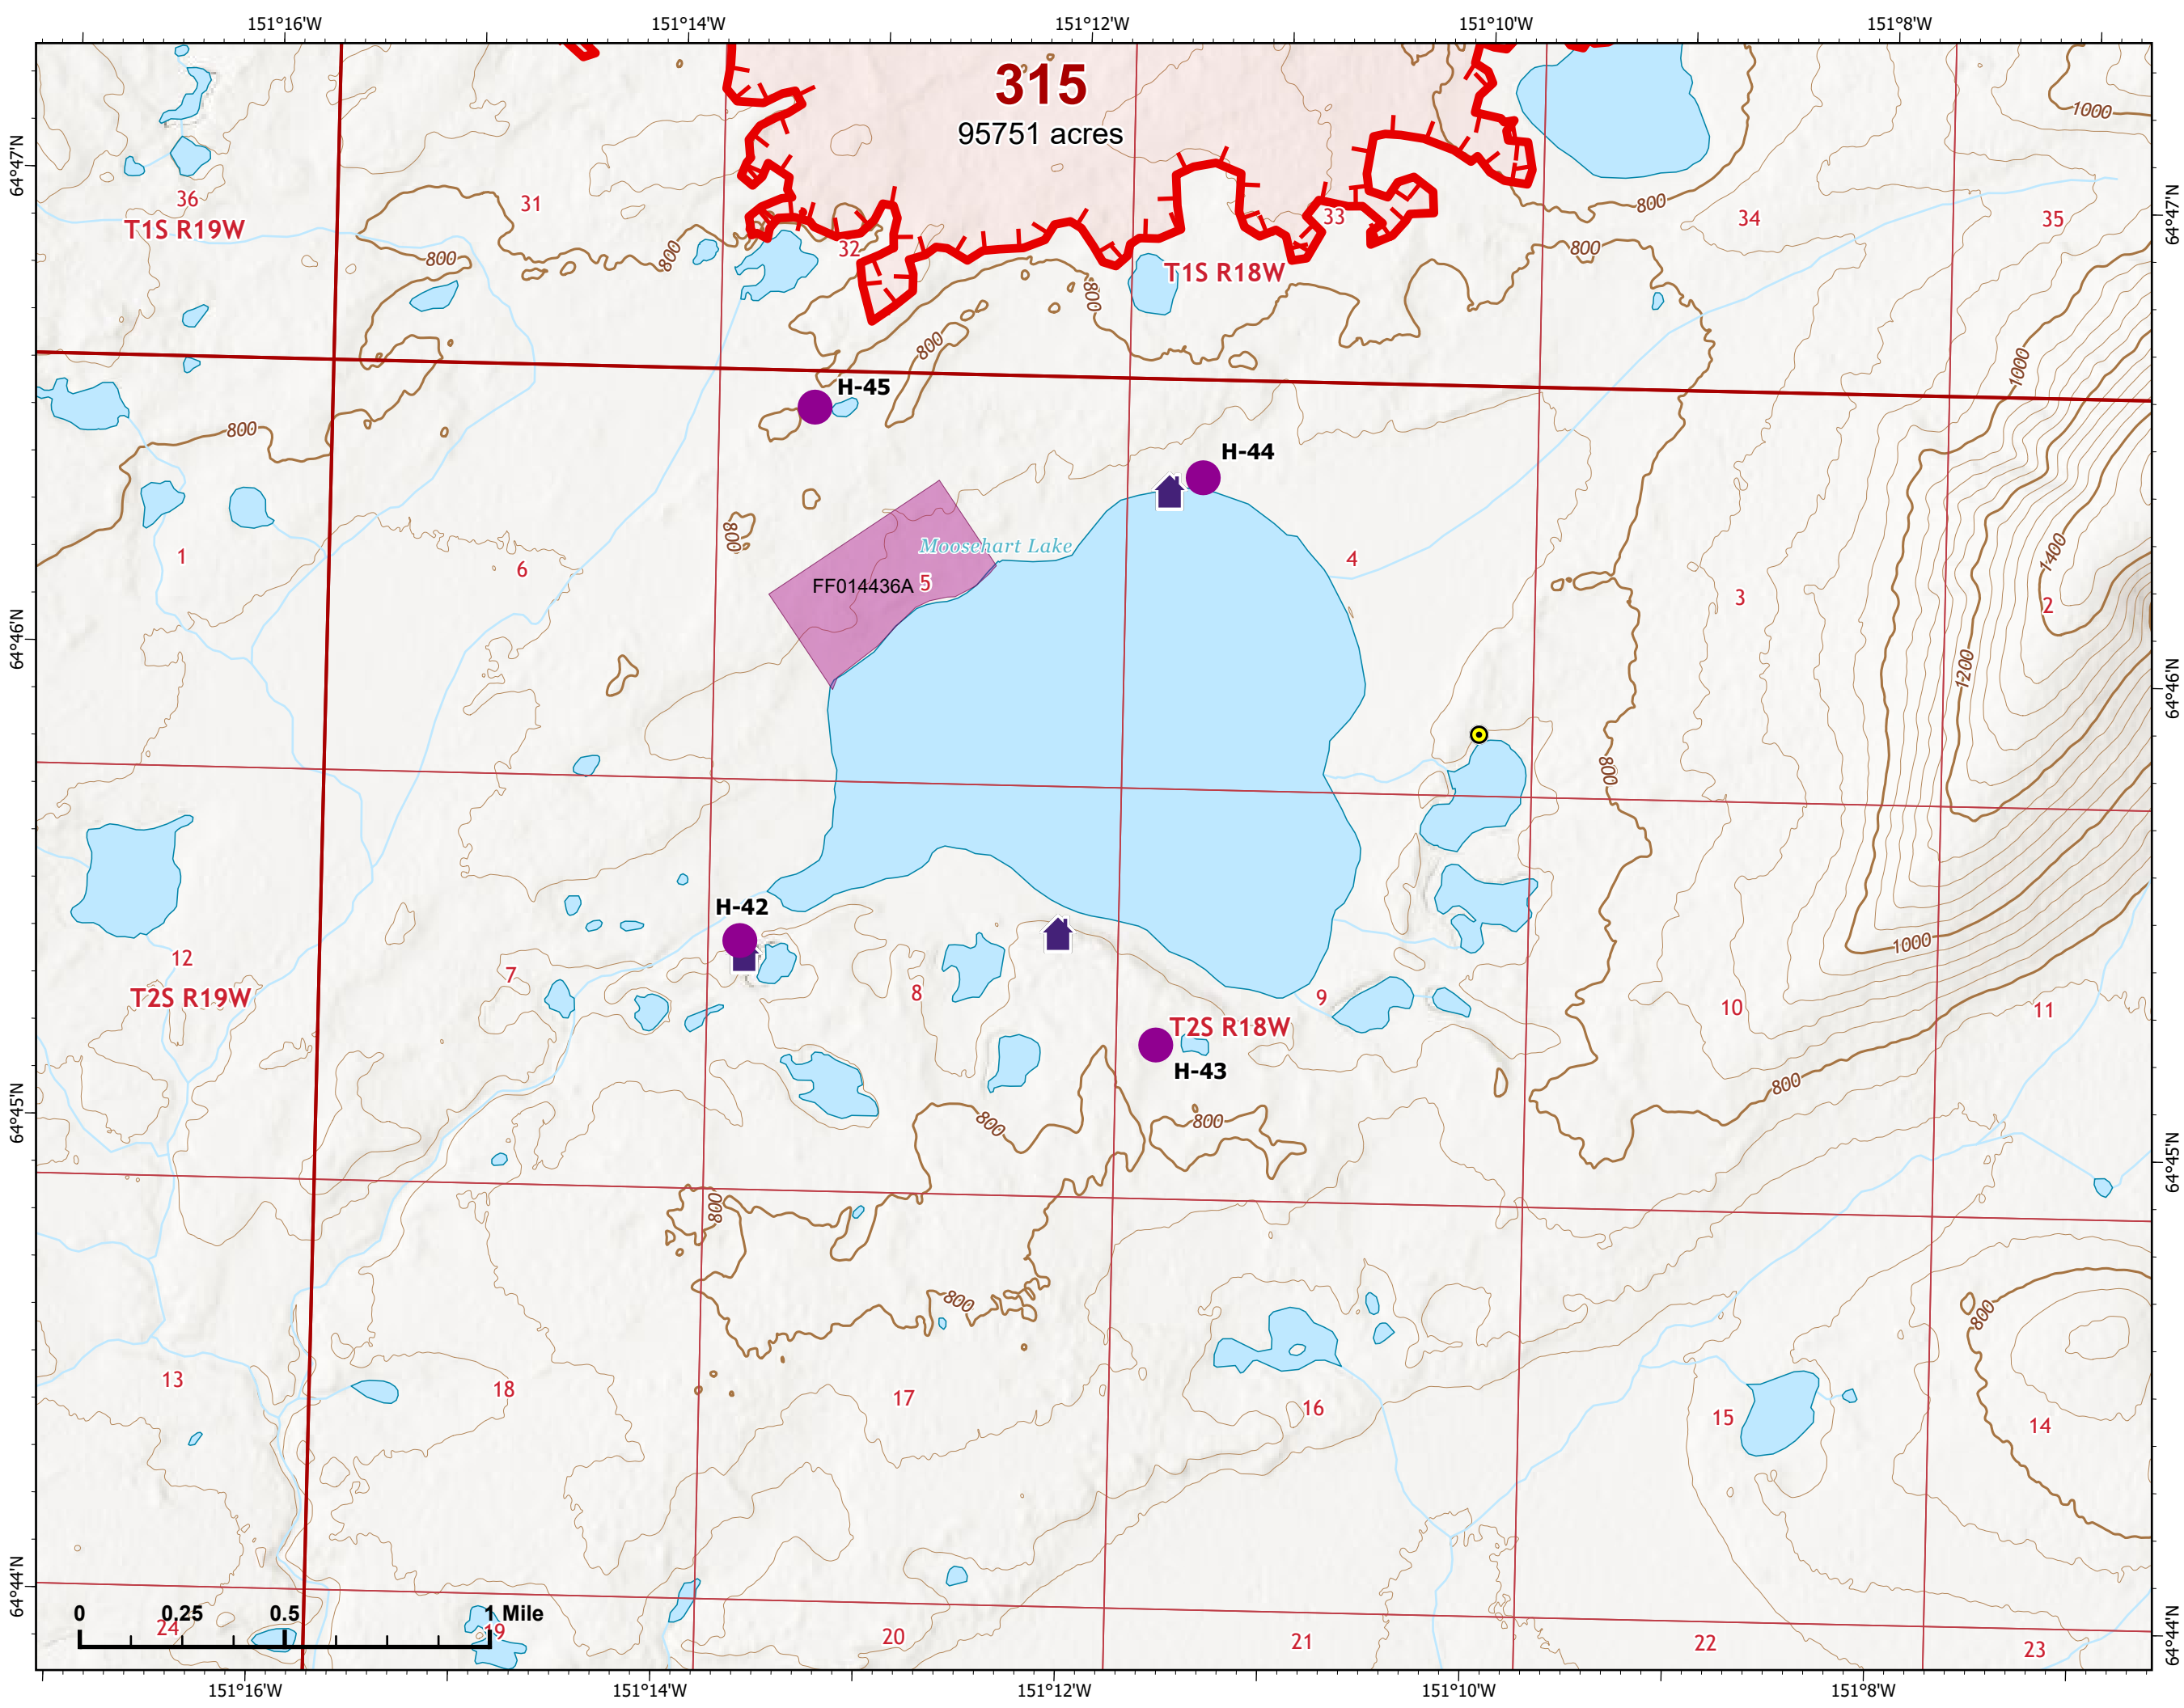 151°16'W
151°14'W
151°12'W
151°10'W
151°8'W
315
95751 acres
1000
64°47'N
64°47'N
36
31
T1S R19W
800
34
35
33
32
800
800
800
T1S R18W
800
800
1000
H-45
800
H-44
800
Moosehart Lake
1400
1
6
FF014436A
5
4
3
2
64°46'N
64°46'N
1200
800
H-42
1000
12
7
8
9
10
11
T2S R19W
T2S R18W
H-43
800
64°45'N
64°45'N
800
800
800
800
800
13
18
17
16
15
14
64°44'N
64°44'N
0
0.25
0.5
1 Mile
24
19
20
21
22
23
151°16'W
151°14'W
151°12'W
151°10'W
151°8'W